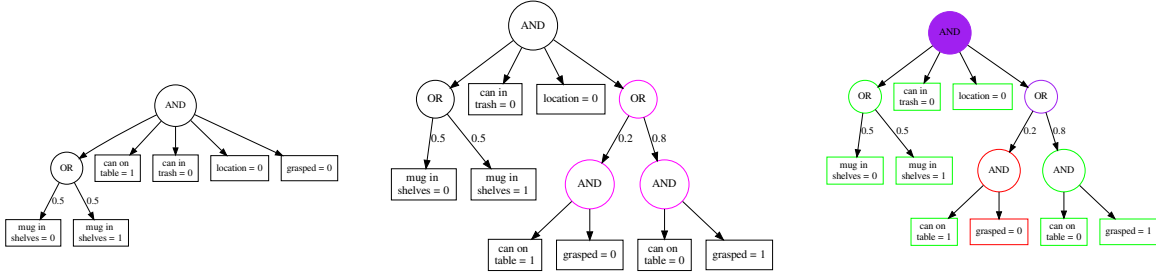 AND
OR
can on
table = 1
can in
trash = 0
location = 0
grasped = 0
0.5
0.5
mug in
shelves = 0
mug in
shelves = 1
AND
OR
can in
trash = 0
location = 0
OR
0.5
0.5
0.2
0.8
mug in
shelves = 0
mug in
shelves = 1
AND
AND
can on
table = 1
grasped = 0
can on
table = 0
grasped = 1
AND
OR
can in
trash = 0
location = 0
OR
0.5
0.5
0.2
0.8
mug in
shelves = 0
mug in
shelves = 1
AND
AND
can on
table = 1
grasped = 0
can on
table = 0
grasped = 1